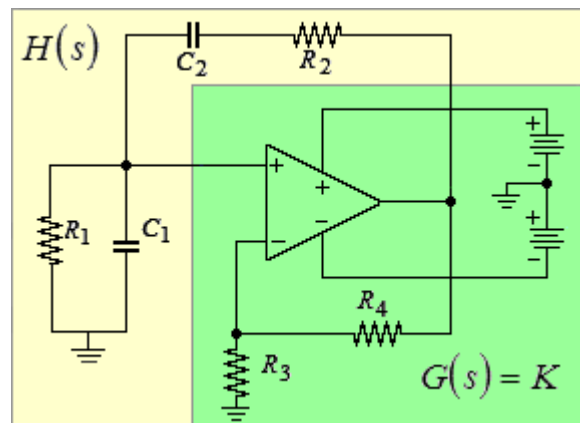 H(s)
C₂
R₂
+
−
R₁
C₁
+
−
+
−
+
−
R₄
R₃
G(s) = K